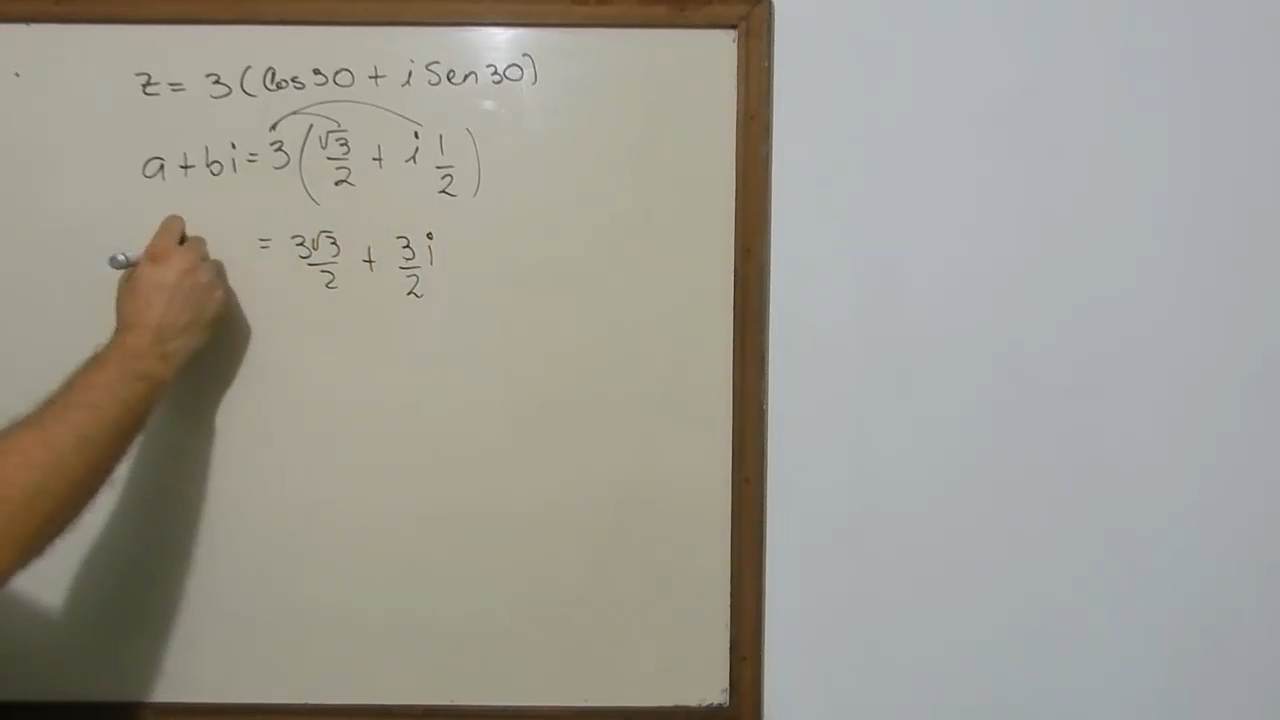 z = 3 (Cos 30 + i Sen 30)
a + bi = 3 (√3/2 + i 1/2)
= 3√3/2 + 3/2 i